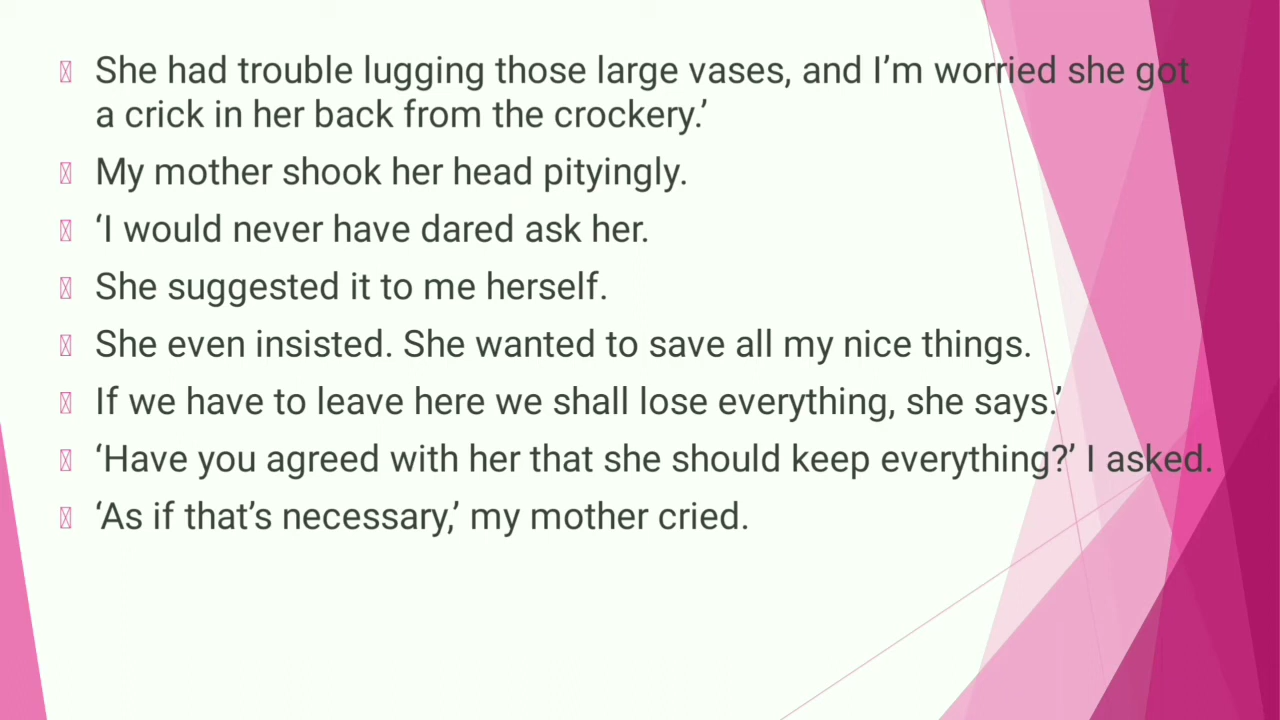 She had trouble lugging those large vases, and I’m worried she got
a crick in her back from the crockery.’
My mother shook her head pityingly.
‘I would never have dared ask her.
She suggested it to me herself.
She even insisted. She wanted to save all my nice things.
If we have to leave here we shall lose everything, she says.’
‘Have you agreed with her that she should keep everything?’ I asked.
‘As if that’s necessary,’ my mother cried.